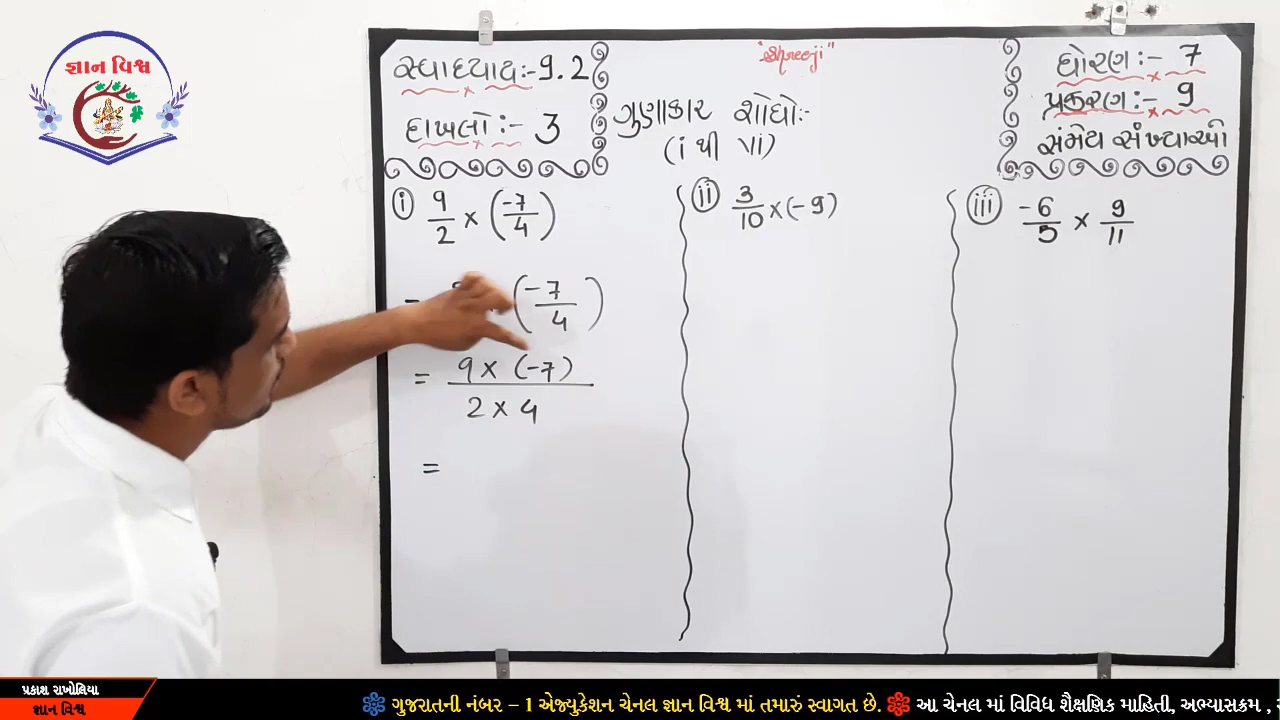 જ્ઞાન વિશ્વ
સ્વાધ્યાય:- 9.2
દાખલો:- 3
"Shreeji"
ગુણાકાર શોધો:-
(i થી vi)
ધોરણ:- 7
પ્રકરણ:- 9
સંમેય સંખ્યાઓ
(i) 9/2 × (-7/4)
= (-7/4)
= 9 × (-7) / 2 × 4
=
(ii) 3/10 × (-9)
(iii) -6/5 × 9/11
પ્રકાશ રાખોલિયા
જ્ઞાન વિશ્વ
ગુજરાતની નંબર – 1 એજ્યુકેશન ચેનલ જ્ઞાન વિશ્વ માં તમારું સ્વાગત છે. આ ચેનલ માં વિવિધ શૈક્ષણિક માહિતી, અભ્યાસક્રમ ,